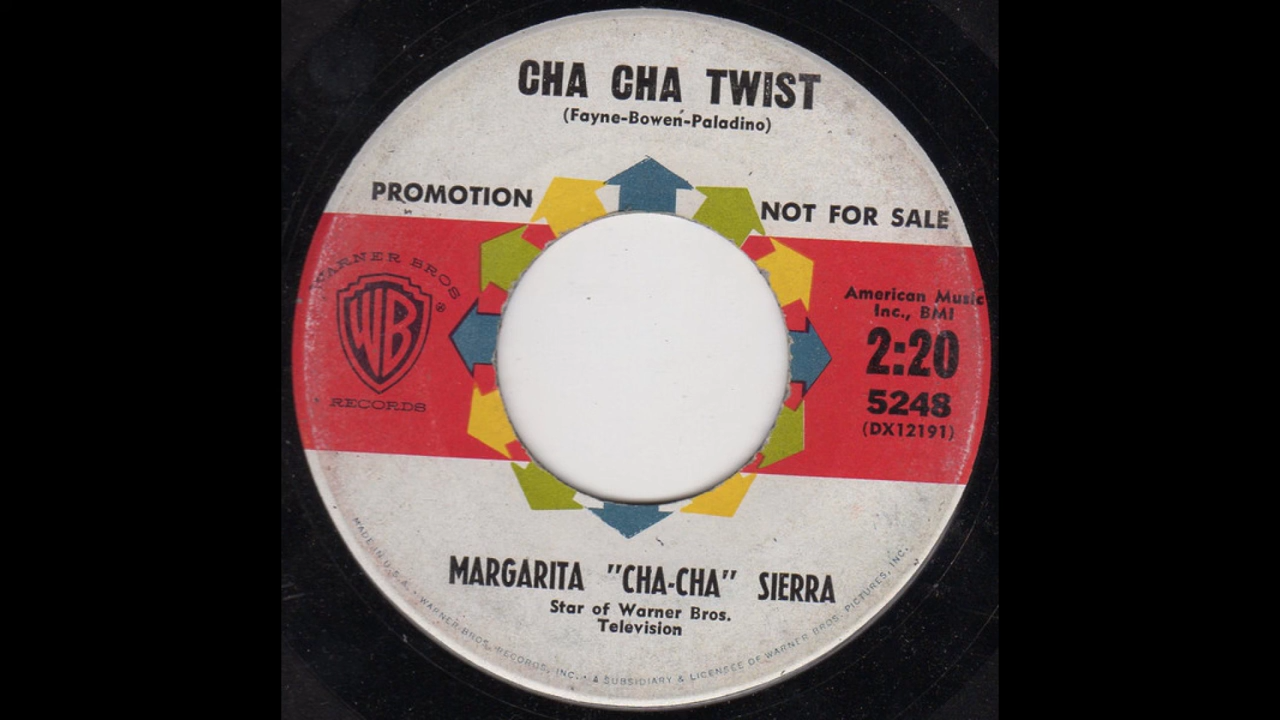 CHA CHA TWIST
(Fayne-Bowen-Paladino)
PROMOTION
NOT FOR SALE
WARNER BROS
WB
®
RECORDS
American Music
Inc., BMI
2:20
5248
(DX12191)
MARGARITA "CHA-CHA" SIERRA
Star of Warner Bros.
Television
MADE IN U.S.A. • WARNER BROS. RECORDS, INC. • A SUBSIDIARY & LICENSEE OF WARNER BROS. PICTURES, INC.